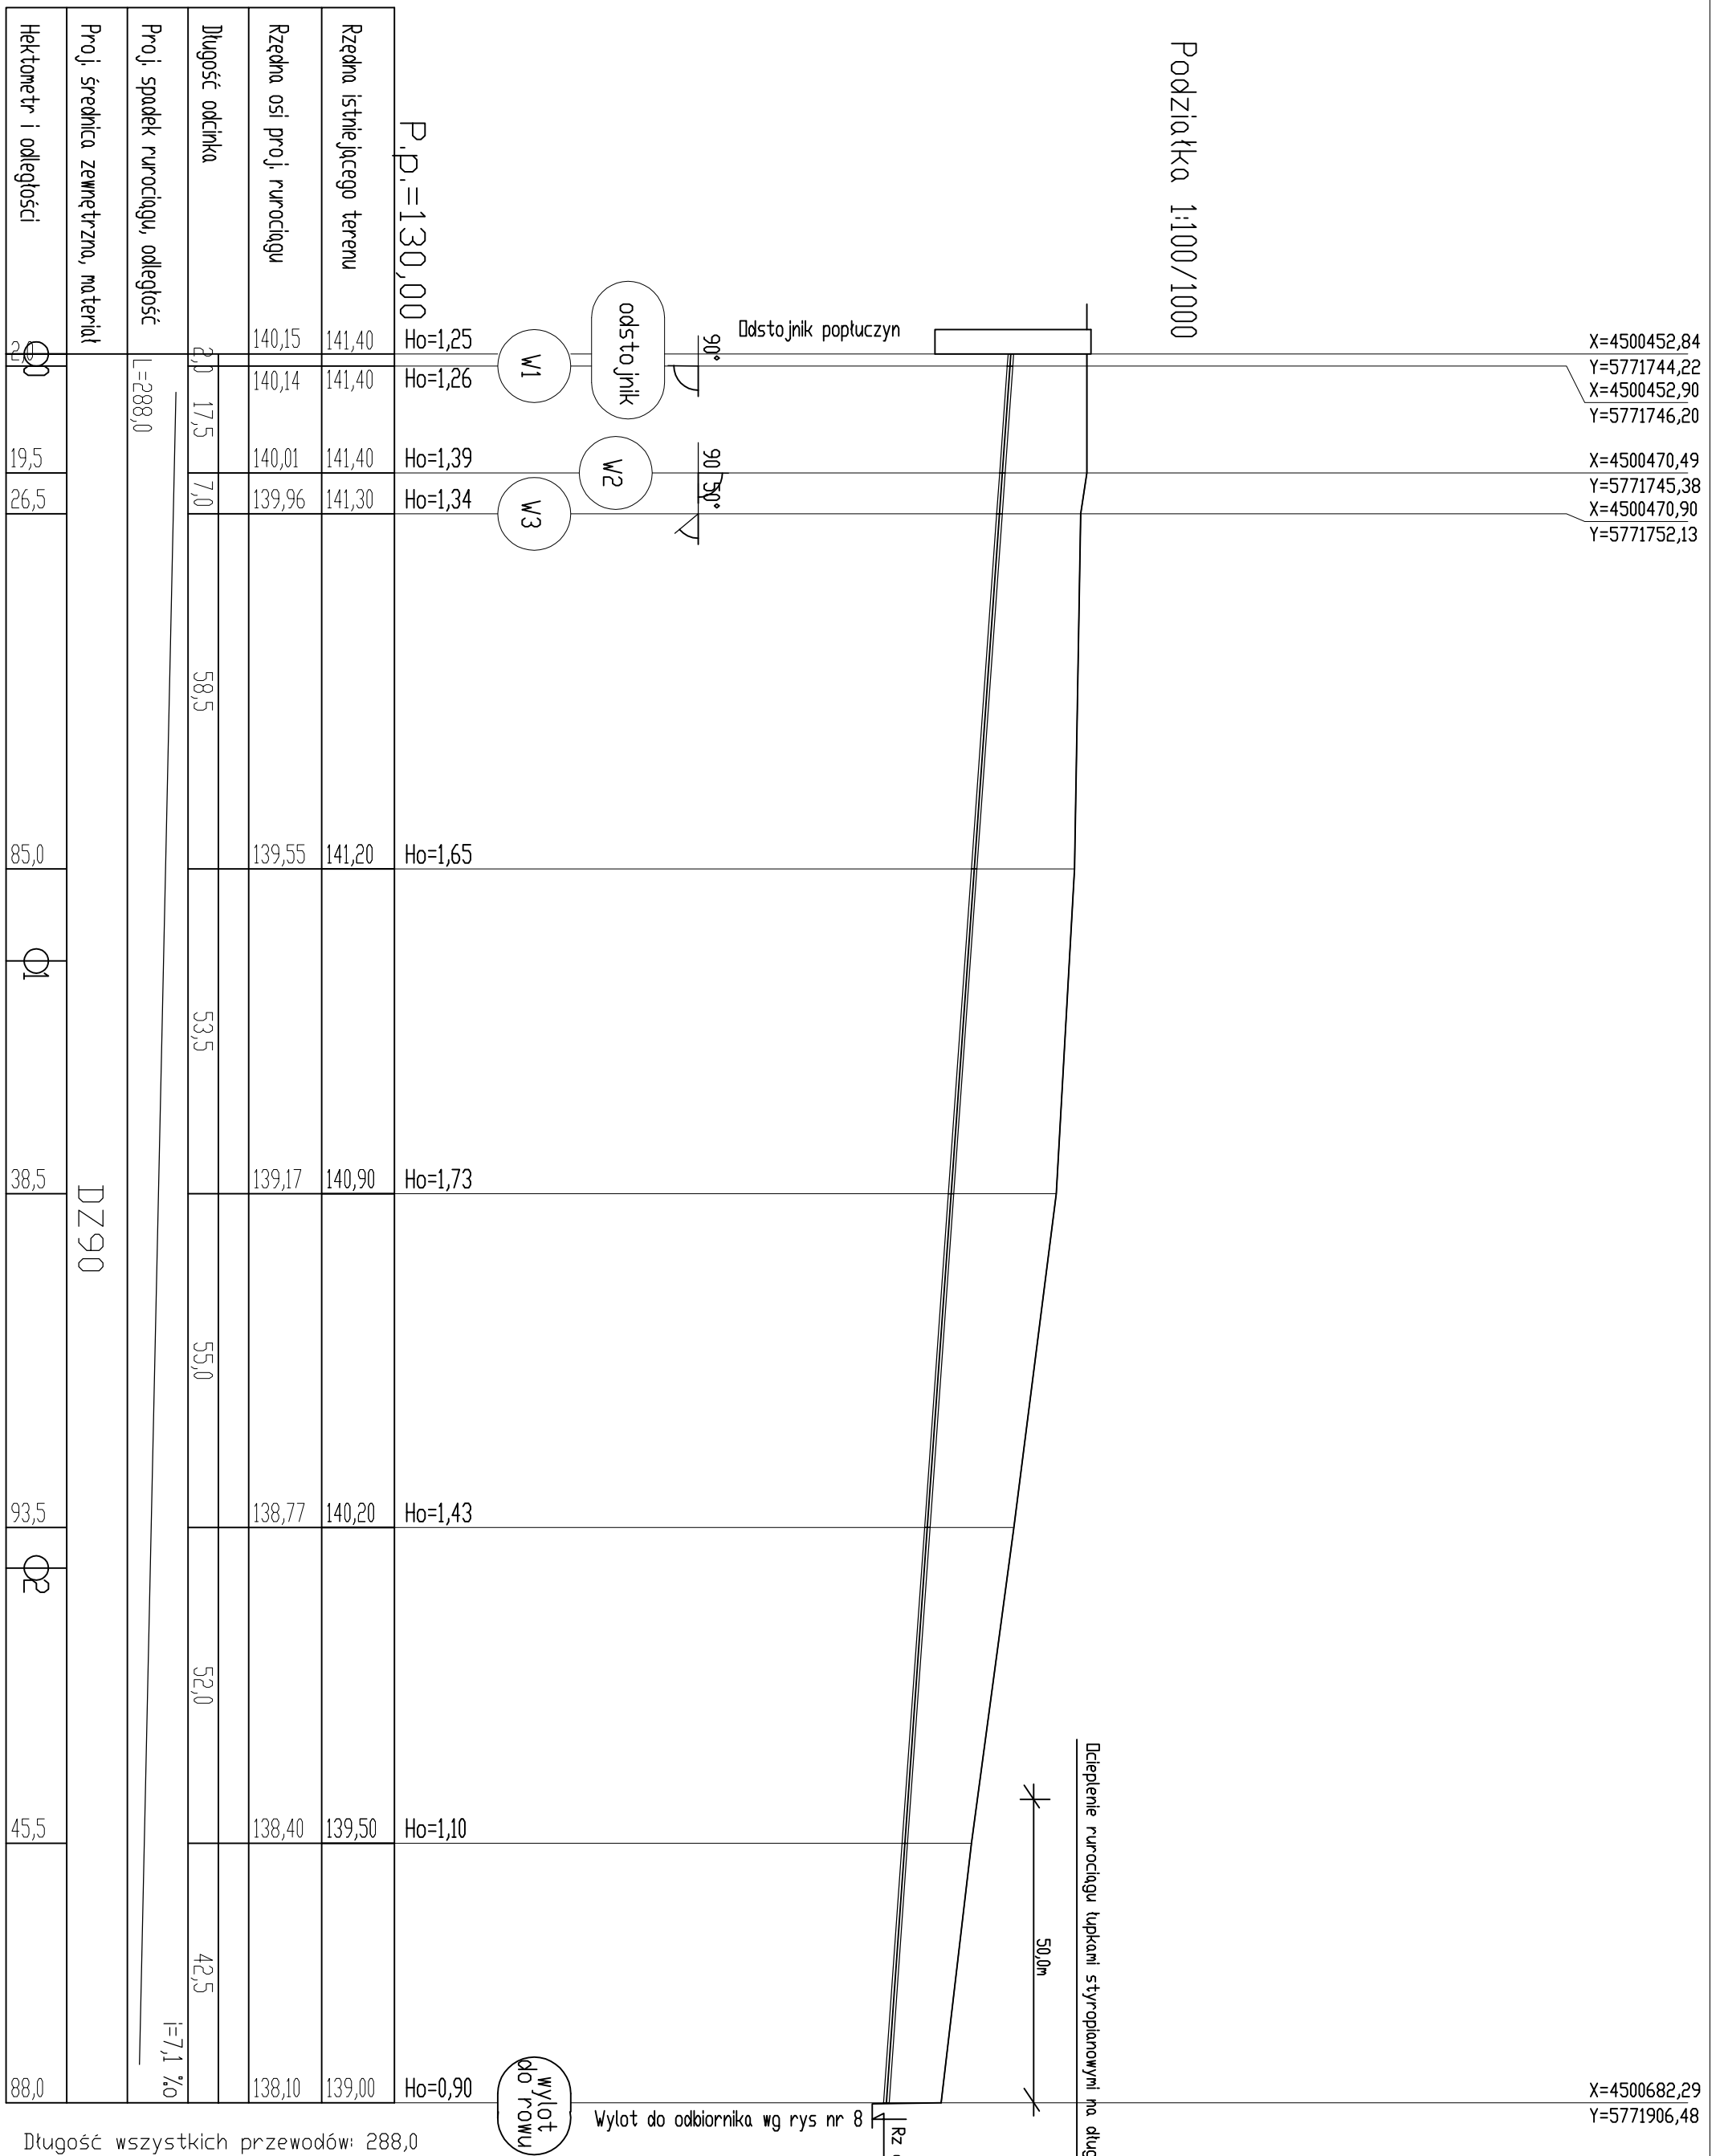 Podziałka 1:100/1000
X=4500452,84
Y=5771744,22
X=4500452,90
Y=5771746,20
X=4500470,49
Y=5771745,38
X=4500470,90
Y=5771752,13
X=4500682,29
Y=5771906,48
Ocieplenie rurociągu łupkami styropianowymi na
50,0m
Odstojnik popłuczyn
90°
90
50°
Rz
Wylot do odbiornika wg rys nr 8
odstojnik
W1
W2
W3
wylot
do rowu
P.p.=130,00
Ho=1,25
Ho=1,26
Ho=1,39
Ho=1,34
Ho=1,65
Ho=1,73
Ho=1,43
Ho=1,10
Ho=0,90
Rzędna istniejącego terenu
141,40
141,40
141,40
141,30
141,20
140,90
140,20
139,50
139,00
Rzędna osi proj. rurociągu
140,15
140,14
140,01
139,96
139,55
139,17
138,77
138,40
138,10
Długość odcinka
2,0
17,5
7,0
58,5
53,5
55,0
52,0
42,5
Proj. spadek rurociągu, odległość
L=288,0
i=7,1 ‰
Proj. średnica zewnętrzna, materiał
DZ90
Hektometr i odległości
2,0
0
19,5
26,5
85,0
1
38,5
93,5
2
45,5
88,0
Długość wszystkich przewodów: 288,0